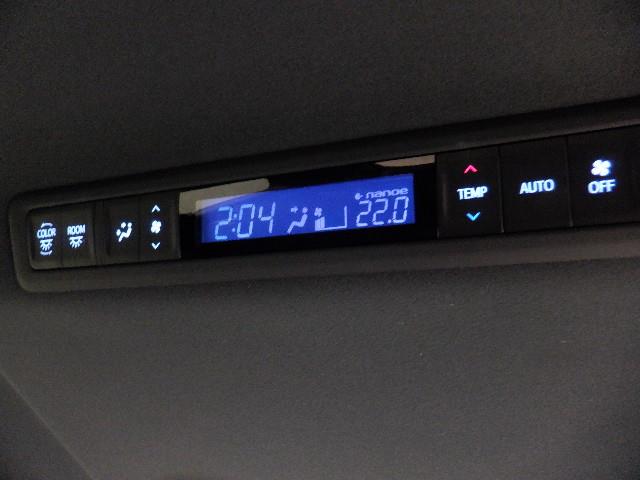 COLOR
ROOM
2:04
nanoe
22.0
TEMP
AUTO
OFF